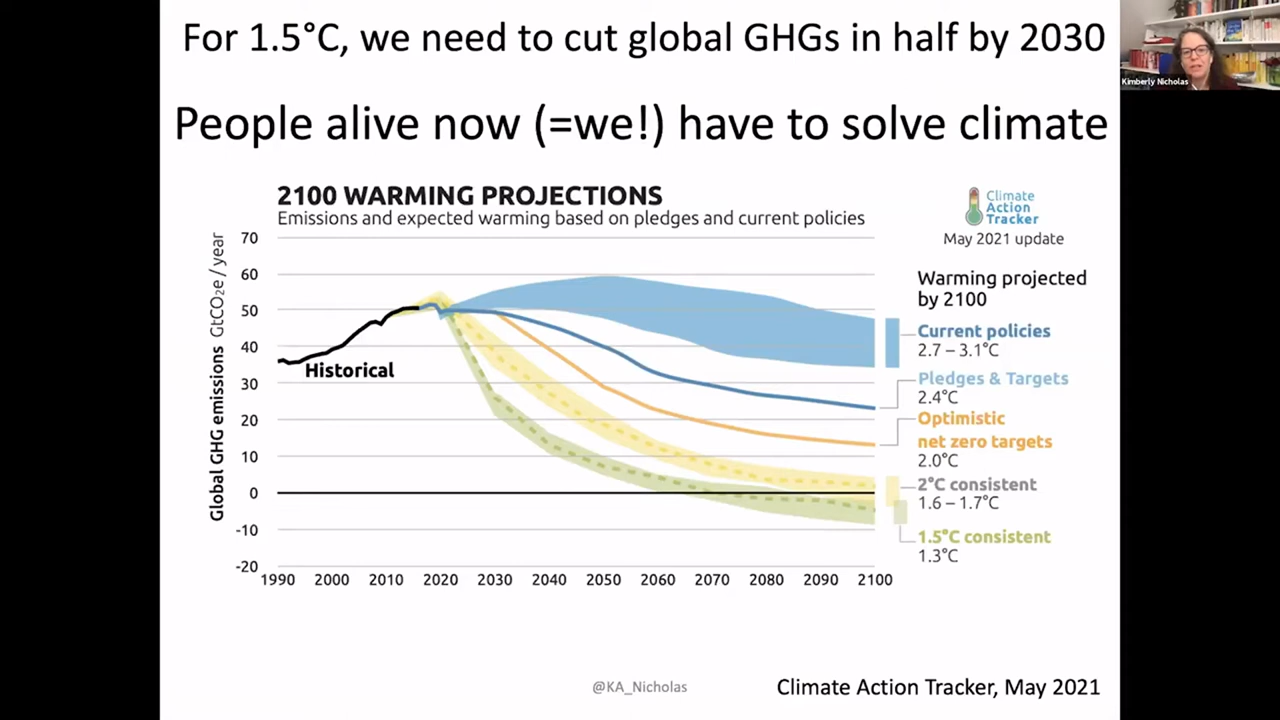 For 1.5°C, we need to cut global GHGs in half by 2030
People alive now (=we!) have to solve climate
Kimberly Nicholas
2100 WARMING PROJECTIONS
Emissions and expected warming based on pledges and current policies
Climate
Action
Tracker
May 2021 update
Global GHG emissions GtCO₂e / year
70
60
50
40
30
20
10
0
-10
-20
Historical
1990 2000 2010 2020 2030 2040 2050 2060 2070 2080 2090 2100
Warming projected
by 2100
Current policies
2.7 – 3.1°C
Pledges & Targets
2.4°C
Optimistic
net zero targets
2.0°C
2°C consistent
1.6 – 1.7°C
1.5°C consistent
1.3°C
@KA_Nicholas
Climate Action Tracker, May 2021